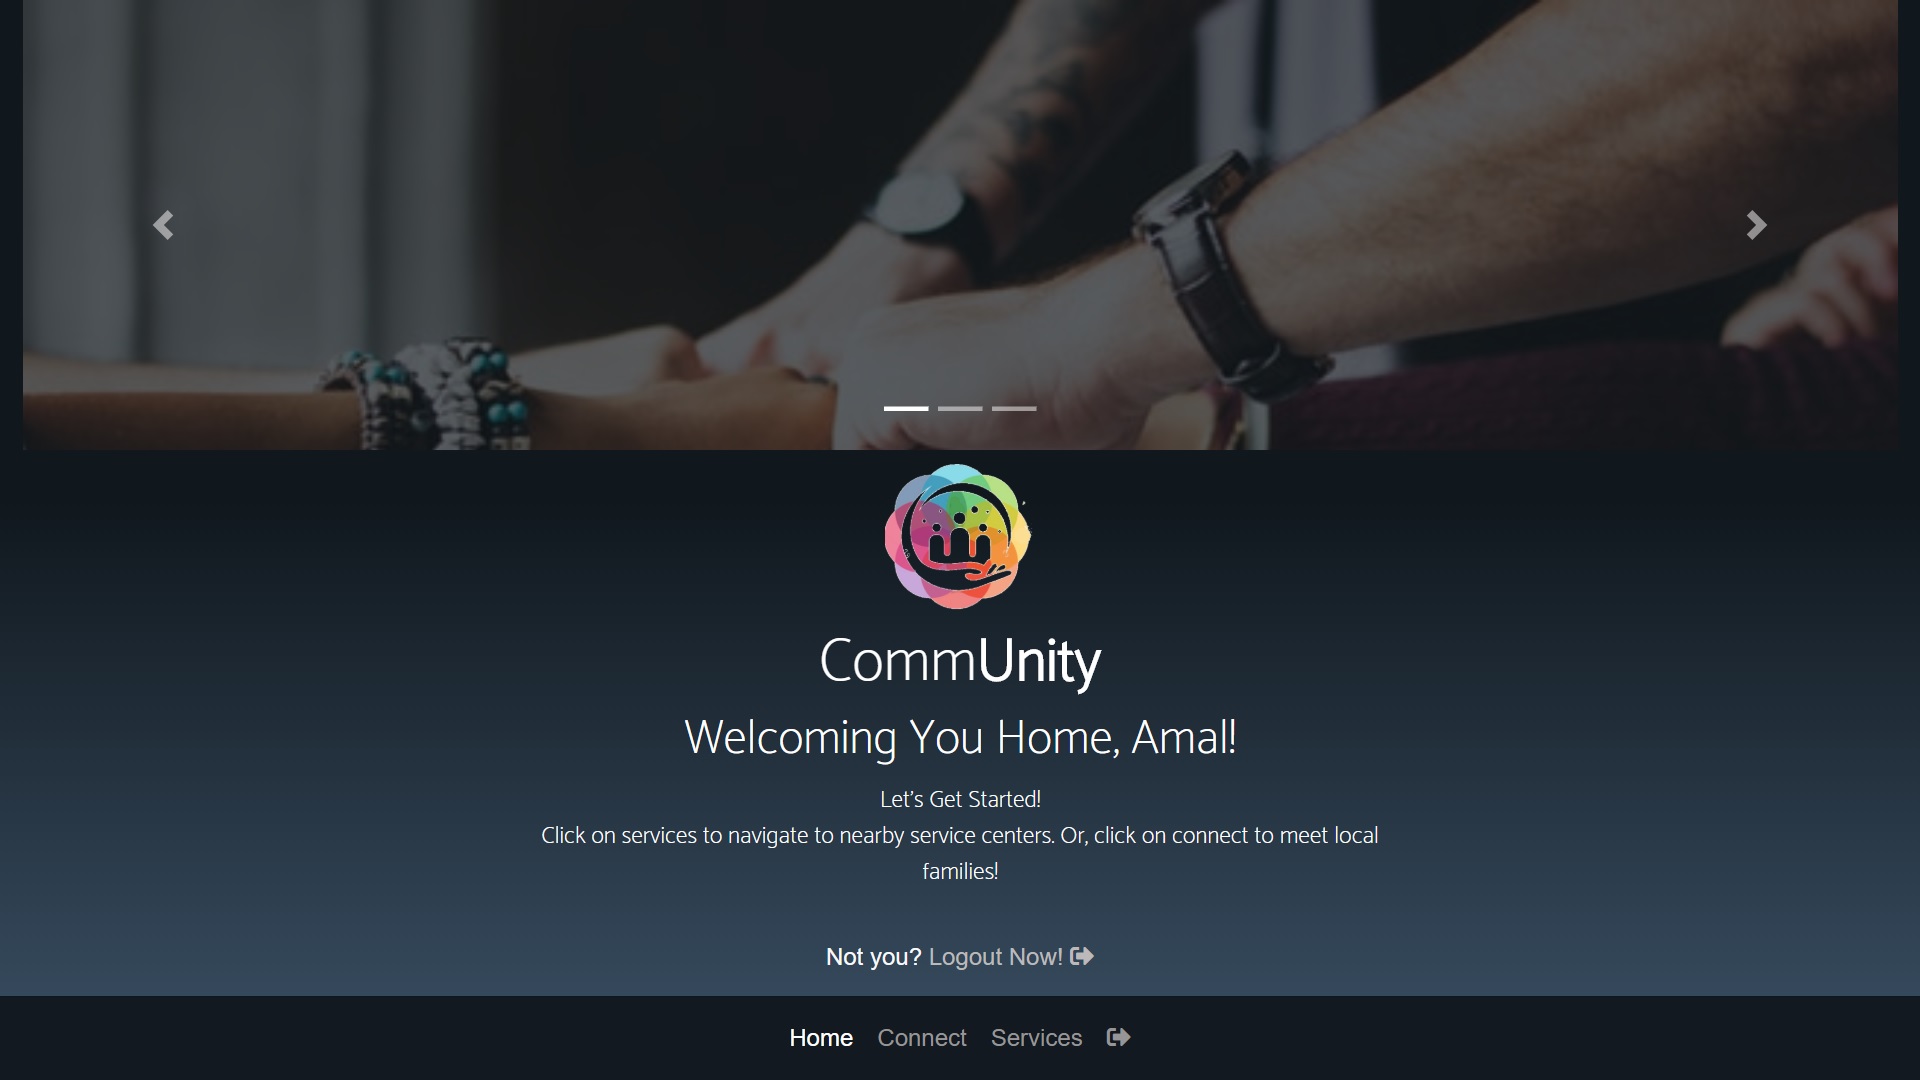 CommUnity
Welcoming You Home, Amal!
Let's Get Started!
Click on services to navigate to nearby service centers. Or, click on connect to meet local
families!
Not you? Logout Now!
Home Connect Services